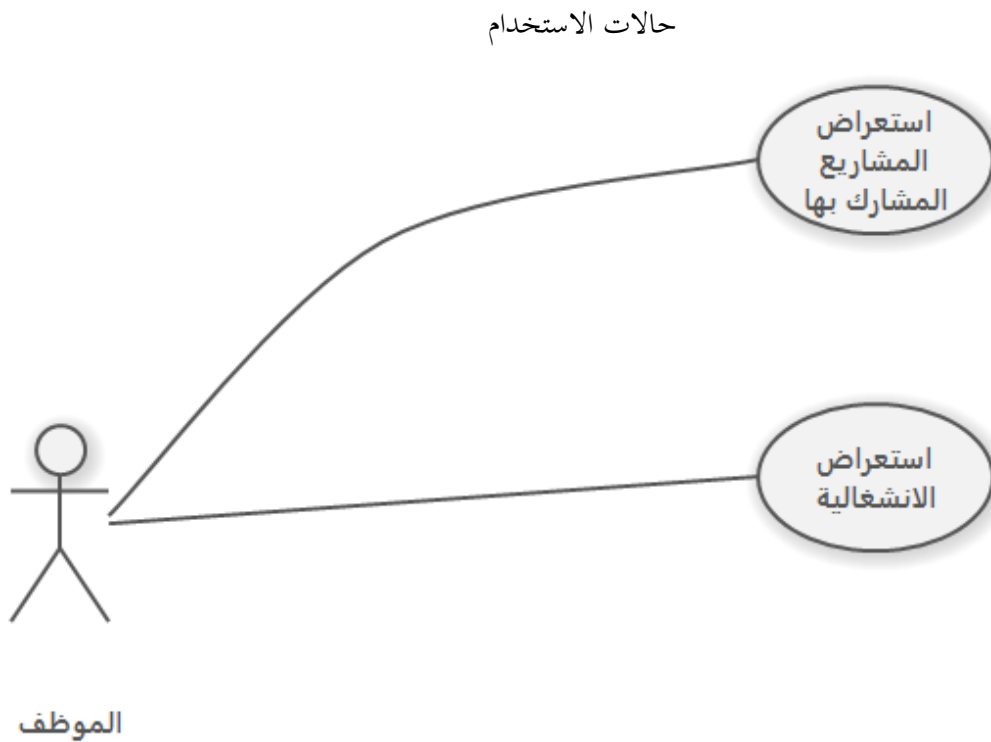 حالات الاستخدام
استعراض
المشاريع
المشارك بها
استعراض
الانشغالية
الموظف